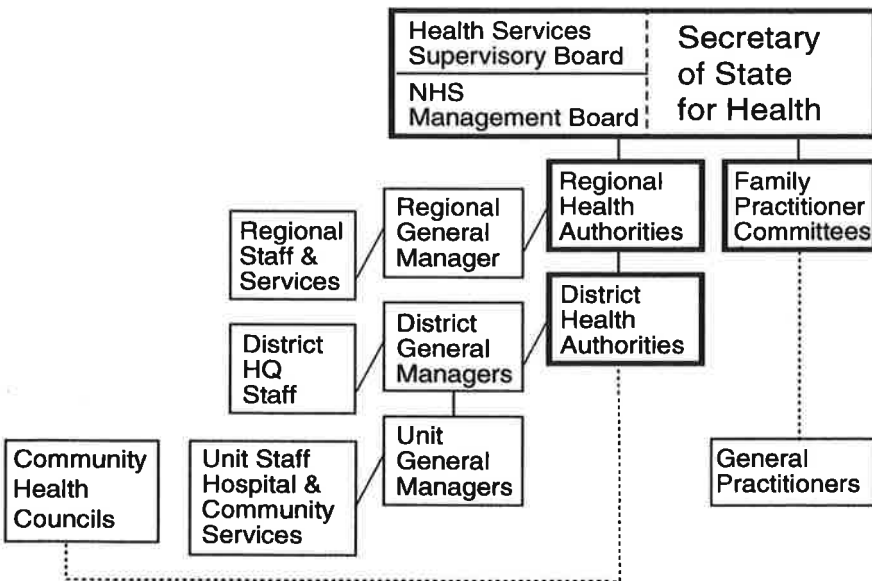 Health Services
Supervisory Board
NHS
Management Board
Secretary
of State
for Health
Regional
Health
Authorities
Family
Practitioner
Committees
Regional
General
Manager
Regional
Staff &
Services
District
Health
Authorities
District
General
Managers
District
HQ
Staff
Unit
General
Managers
Unit Staff
Hospital &
Community
Services
Community
Health
Councils
General
Practitioners